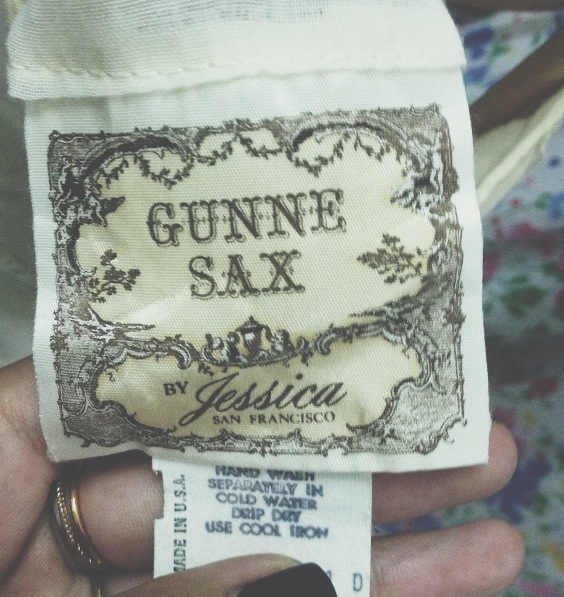 GUNNE
SAX
BY Jessica
SAN FRANCISCO
HAND WASH
SEPARATELY IN
COLD WATER
DRIP DRY
USE COOL IRON
MADE IN U.S.A.
D